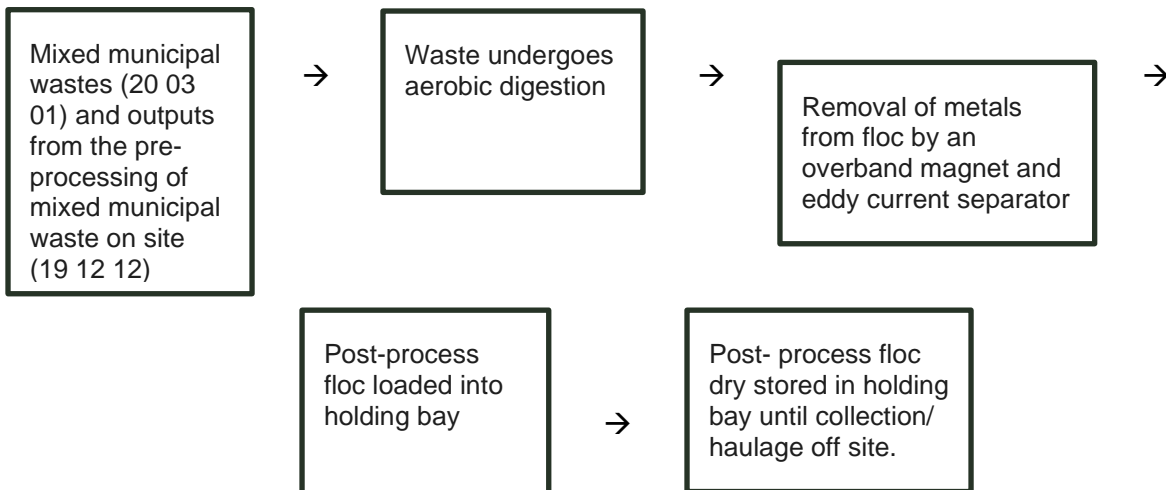 Mixed municipal
wastes (20 03
01) and outputs
from the pre-
processing of
mixed municipal
waste on site
(19 12 12)
→
Waste undergoes
aerobic digestion
→
Removal of metals
from floc by an
overband magnet and
eddy current separator
→
Post-process
floc loaded into
holding bay
→
Post- process floc
dry stored in holding
bay until collection/
haulage off site.